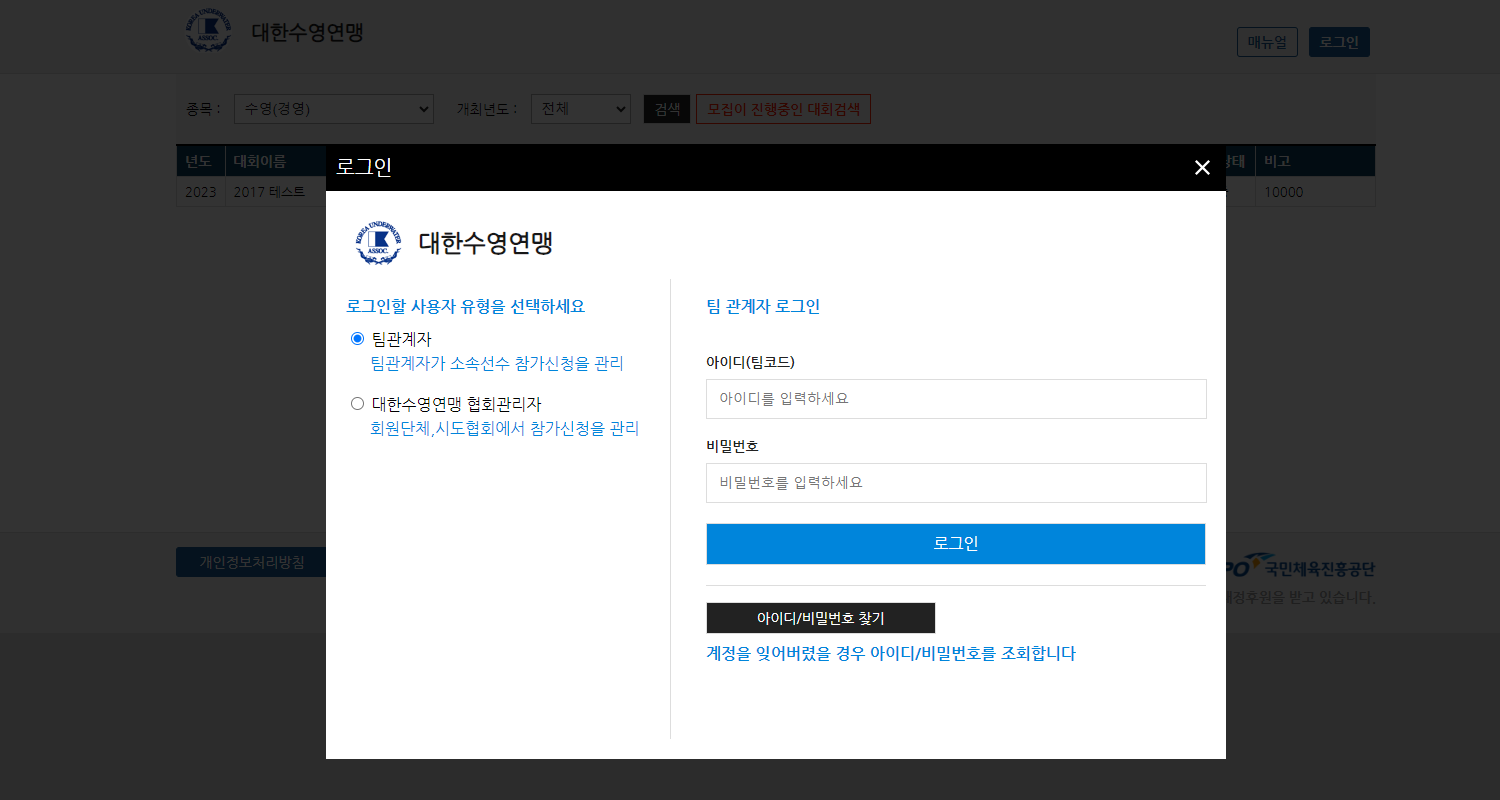 KOREA UNDERWATER ASSOC.
대한수영연맹
매뉴얼
로그인
종목 : 수영(경영) 개최년도 : 전체 검색 모집이 진행중인 대회검색
년도 대회이름 상태 비고
2023 2017 테스트 10000
로그인
KOREA UNDERWATER ASSOC.
대한수영연맹
로그인할 사용자 유형을 선택하세요
팀관계자
팀관계자가 소속선수 참가신청을 관리
대한수영연맹 협회관리자
회원단체,시도협회에서 참가신청을 관리
팀 관계자 로그인
아이디(팀코드)
아이디를 입력하세요
비밀번호
비밀번호를 입력하세요
로그인
아이디/비밀번호 찾기
계정을 잊어버렸을 경우 아이디/비밀번호를 조회합니다
개인정보처리방침
PO 국민체육진흥공단
재정후원을 받고 있습니다.